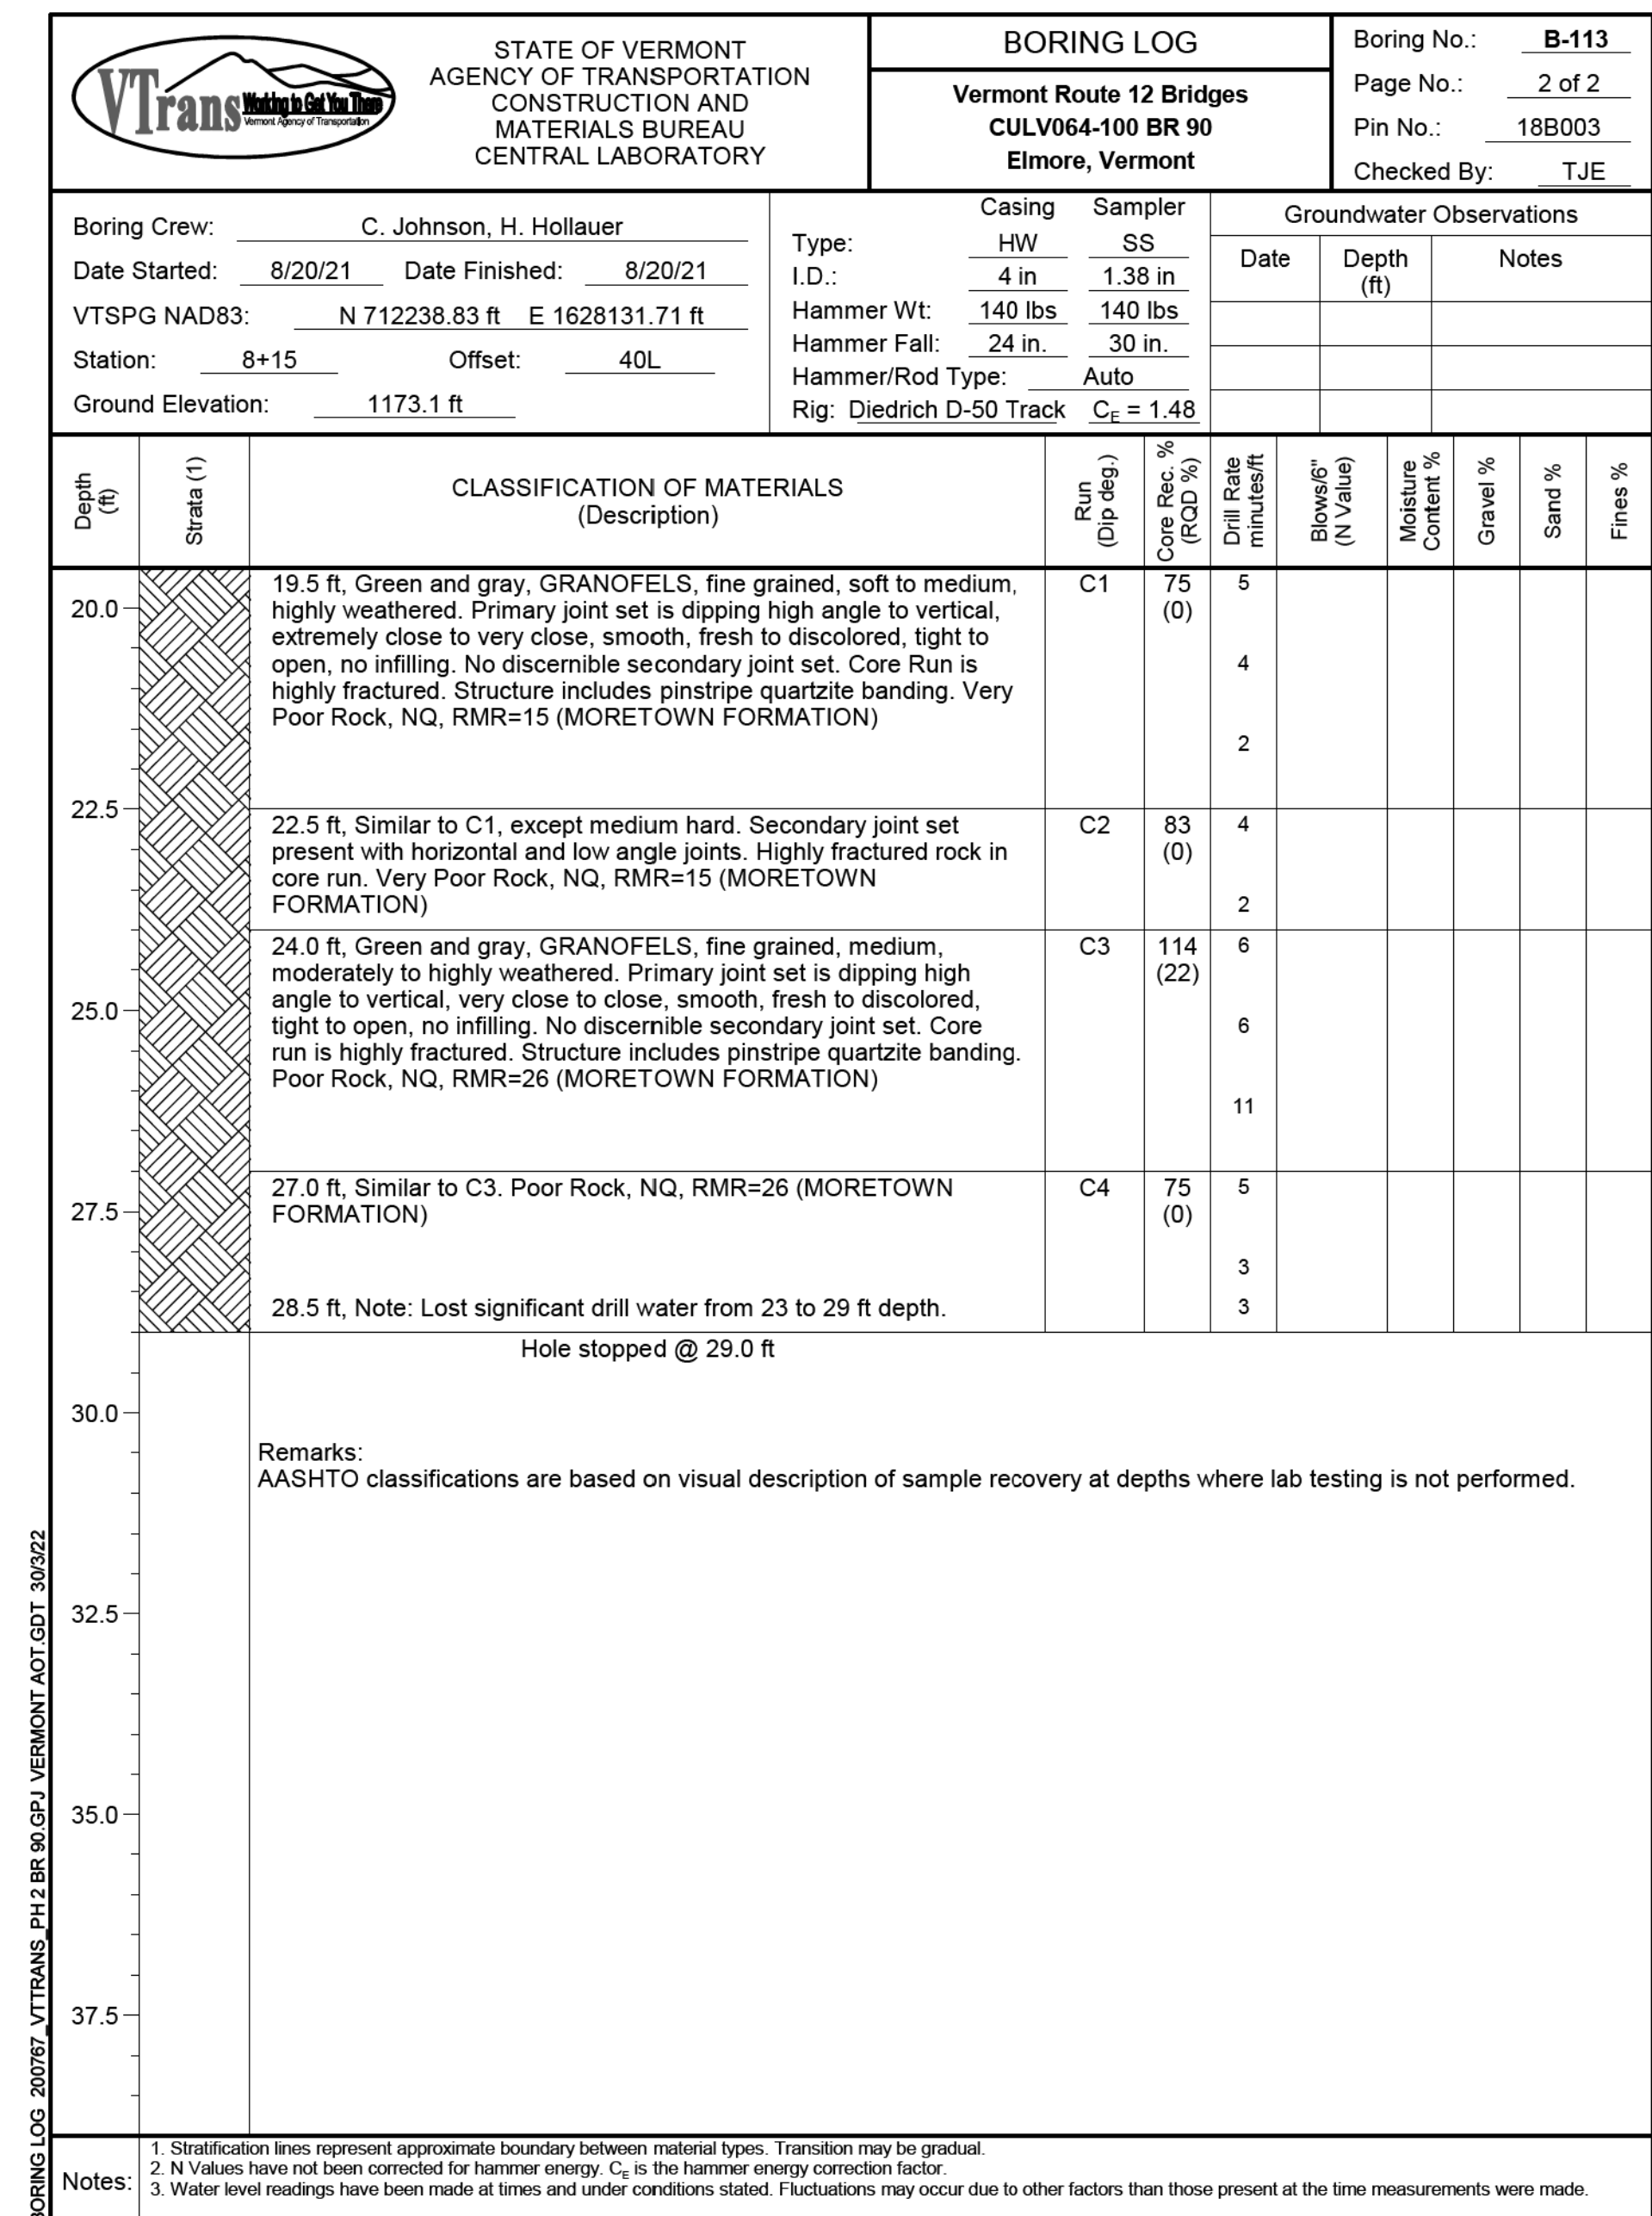 VTrans Working to Get You There
Vermont Agency of Transportation
STATE OF VERMONT
AGENCY OF TRANSPORTATION
CONSTRUCTION AND
MATERIALS BUREAU
CENTRAL LABORATORY
BORING LOG
Vermont Route 12 Bridges
CULV064-100 BR 90
Elmore, Vermont
Boring No.: B-113
Page No.: 2 of 2
Pin No.: 18B003
Checked By: TJE
Boring Crew: C. Johnson, H. Hollauer
Date Started: 8/20/21 Date Finished: 8/20/21
VTSPG NAD83: N 712238.83 ft E 1628131.71 ft
Station: 8+15 Offset: 40L
Ground Elevation: 1173.1 ft
Casing Sampler
Type: HW SS
I.D.: 4 in 1.38 in
Hammer Wt: 140 lbs 140 lbs
Hammer Fall: 24 in. 30 in.
Hammer/Rod Type: Auto
Rig: Diedrich D-50 Track CE = 1.48
Groundwater Observations
Date Depth (ft) Notes
Depth (ft)
Strata (1)
CLASSIFICATION OF MATERIALS
(Description)
Run (Dip deg.)
Core Rec. % (RQD %)
Drill Rate minutes/ft
Blows/6" (N Value)
Moisture Content %
Gravel %
Sand %
Fines %
19.5 ft, Green and gray, GRANOFELS, fine grained, soft to medium, C1 75 5
20.0 highly weathered. Primary joint set is dipping high angle to vertical, (0)
extremely close to very close, smooth, fresh to discolored, tight to
open, no infilling. No discernible secondary joint set. Core Run is 4
highly fractured. Structure includes pinstripe quartzite banding. Very
Poor Rock, NQ, RMR=15 (MORETOWN FORMATION)
2
22.5
22.5 ft, Similar to C1, except medium hard. Secondary joint set C2 83 4
present with horizontal and low angle joints. Highly fractured rock in (0)
core run. Very Poor Rock, NQ, RMR=15 (MORETOWN
FORMATION) 2
24.0 ft, Green and gray, GRANOFELS, fine grained, medium, C3 114 6
moderately to highly weathered. Primary joint set is dipping high (22)
25.0 angle to vertical, very close to close, smooth, fresh to discolored,
tight to open, no infilling. No discernible secondary joint set. Core 6
run is highly fractured. Structure includes pinstripe quartzite banding.
Poor Rock, NQ, RMR=26 (MORETOWN FORMATION)
11
27.0 ft, Similar to C3. Poor Rock, NQ, RMR=26 (MORETOWN C4 75 5
27.5 FORMATION) (0)
3
28.5 ft, Note: Lost significant drill water from 23 to 29 ft depth. 3
Hole stopped @ 29.0 ft
30.0
Remarks:
AASHTO classifications are based on visual description of sample recovery at depths where lab testing is not performed.
32.5
35.0
37.5
BORING LOG 200767_VTTRANS_PH 2 BR 90.GPJ VERMONT AOT.GDT 30/3/22
Notes:
1. Stratification lines represent approximate boundary between material types. Transition may be gradual.
2. N Values have not been corrected for hammer energy. CE is the hammer energy correction factor.
3. Water level readings have been made at times and under conditions stated. Fluctuations may occur due to other factors than those present at the time measurements were made.